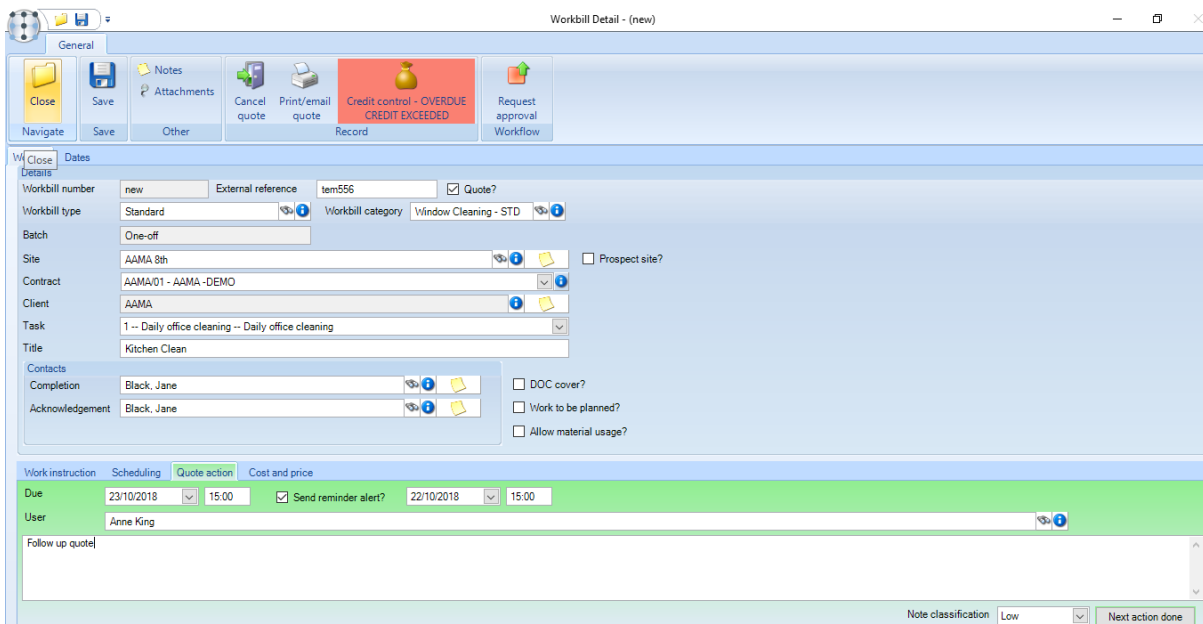 Workbill Detail - (new)
General
Close
Save
Notes
Attachments
Cancel quote
Print/email quote
Credit control - OVERDUE CREDIT EXCEEDED
Request approval
Navigate
Save
Other
Record
Workflow
Close
Dates
Details
Workbill number new External reference tem556 Quote?
Workbill type Standard Workbill category Window Cleaning - STD
Batch One-off
Site AAMA 8th Prospect site?
Contract AAMA/01 - AAMA -DEMO
Client AAMA
Task 1 -- Daily office cleaning -- Daily office cleaning
Title Kitchen Clean
Contacts
Completion Black, Jane DOC cover?
Acknowledgement Black, Jane Work to be planned?
Allow material usage?
Work instruction Scheduling Quote action Cost and price
Due 23/10/2018 15:00 Send reminder alert? 22/10/2018 15:00
User Anne King
Follow up quote
Note classification Low Next action done